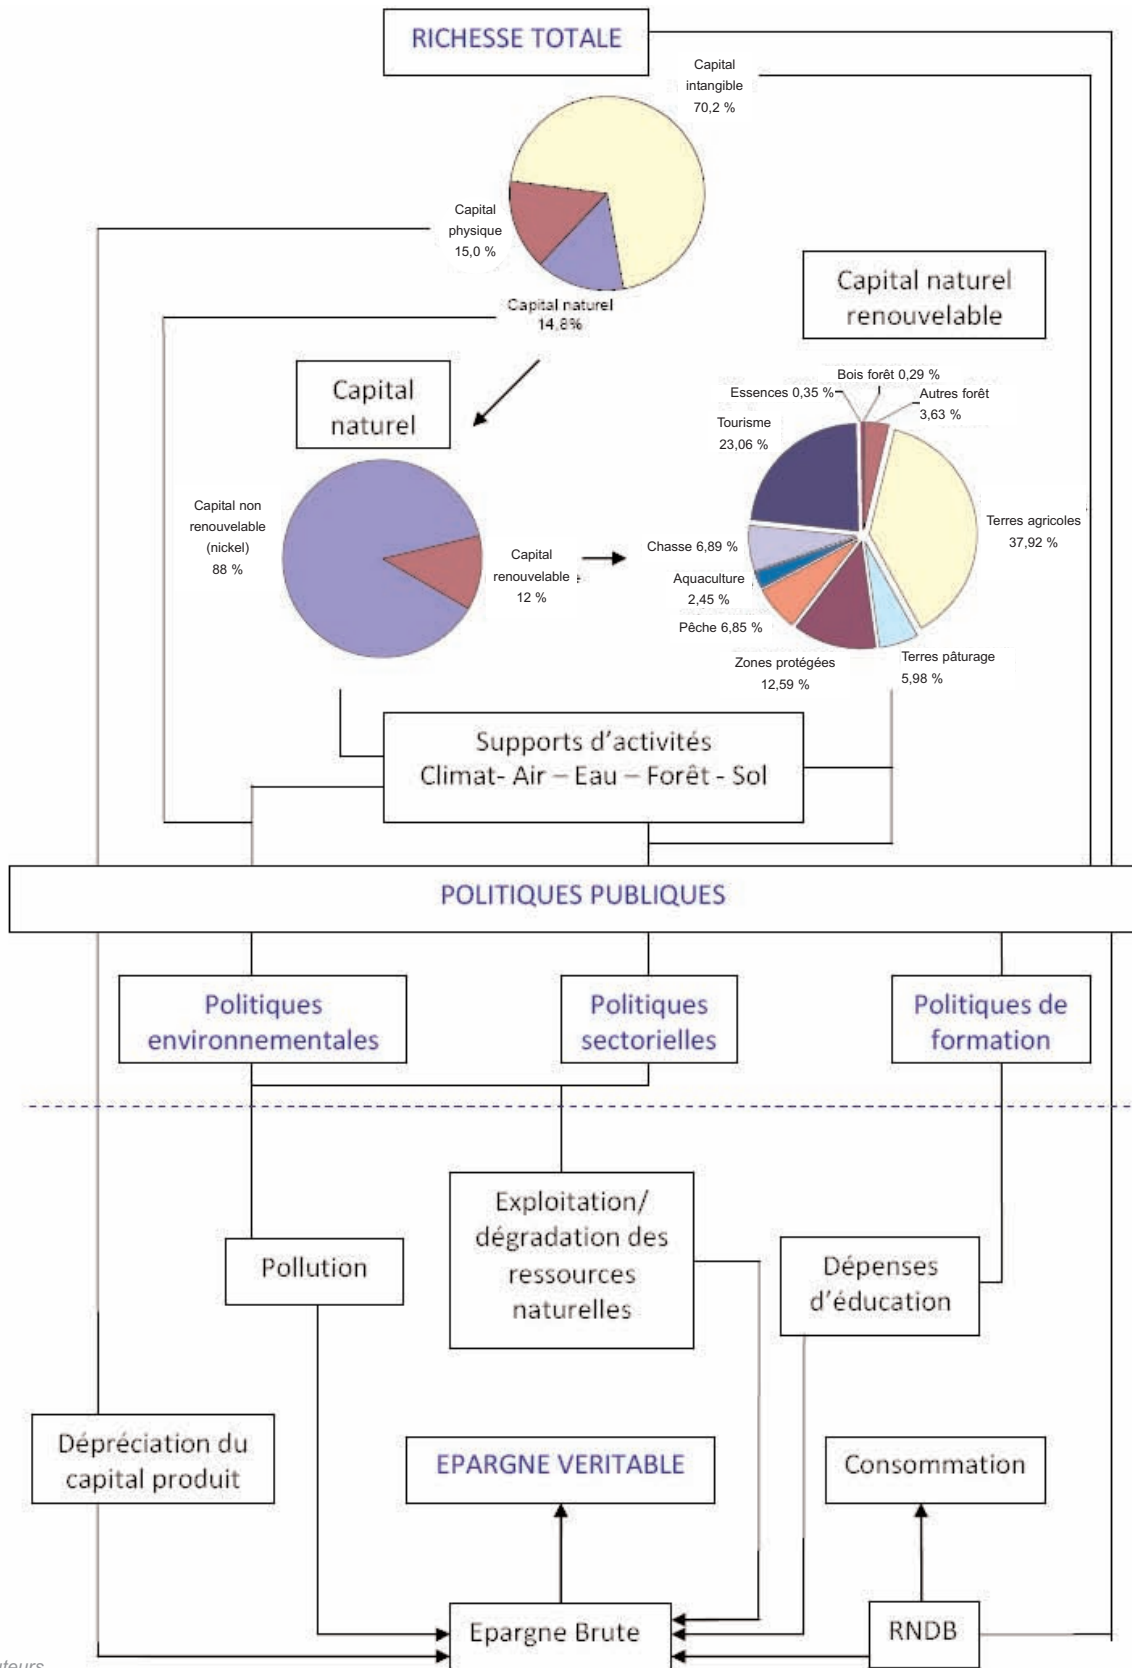 RICHESSE TOTALE
Capital
intangible
70,2 %
Capital
physique
15,0 %
Capital naturel
14,8%
Capital naturel
renouvelable
Capital
naturel
Bois forêt 0,29 %
Essences 0,35 %
Autres forêt
3,63 %
Tourisme
23,06 %
Capital non
renouvelable
(nickel)
88 %
Terres agricoles
37,92 %
Chasse 6,89 %
Capital
renouvelable
12 %
Aquaculture
2,45 %
Pêche 6,85 %
Zones protégées
12,59 %
Terres pâturage
5,98 %
Supports d’activités
Climat- Air – Eau – Forêt - Sol
POLITIQUES PUBLIQUES
Politiques
environnementales
Politiques
sectorielles
Politiques de
formation
Exploitation/
dégradation des
ressources
naturelles
Pollution
Dépenses
d’éducation
Dépréciation du
capital produit
EPARGNE VERITABLE
Consommation
Epargne Brute
RNDB